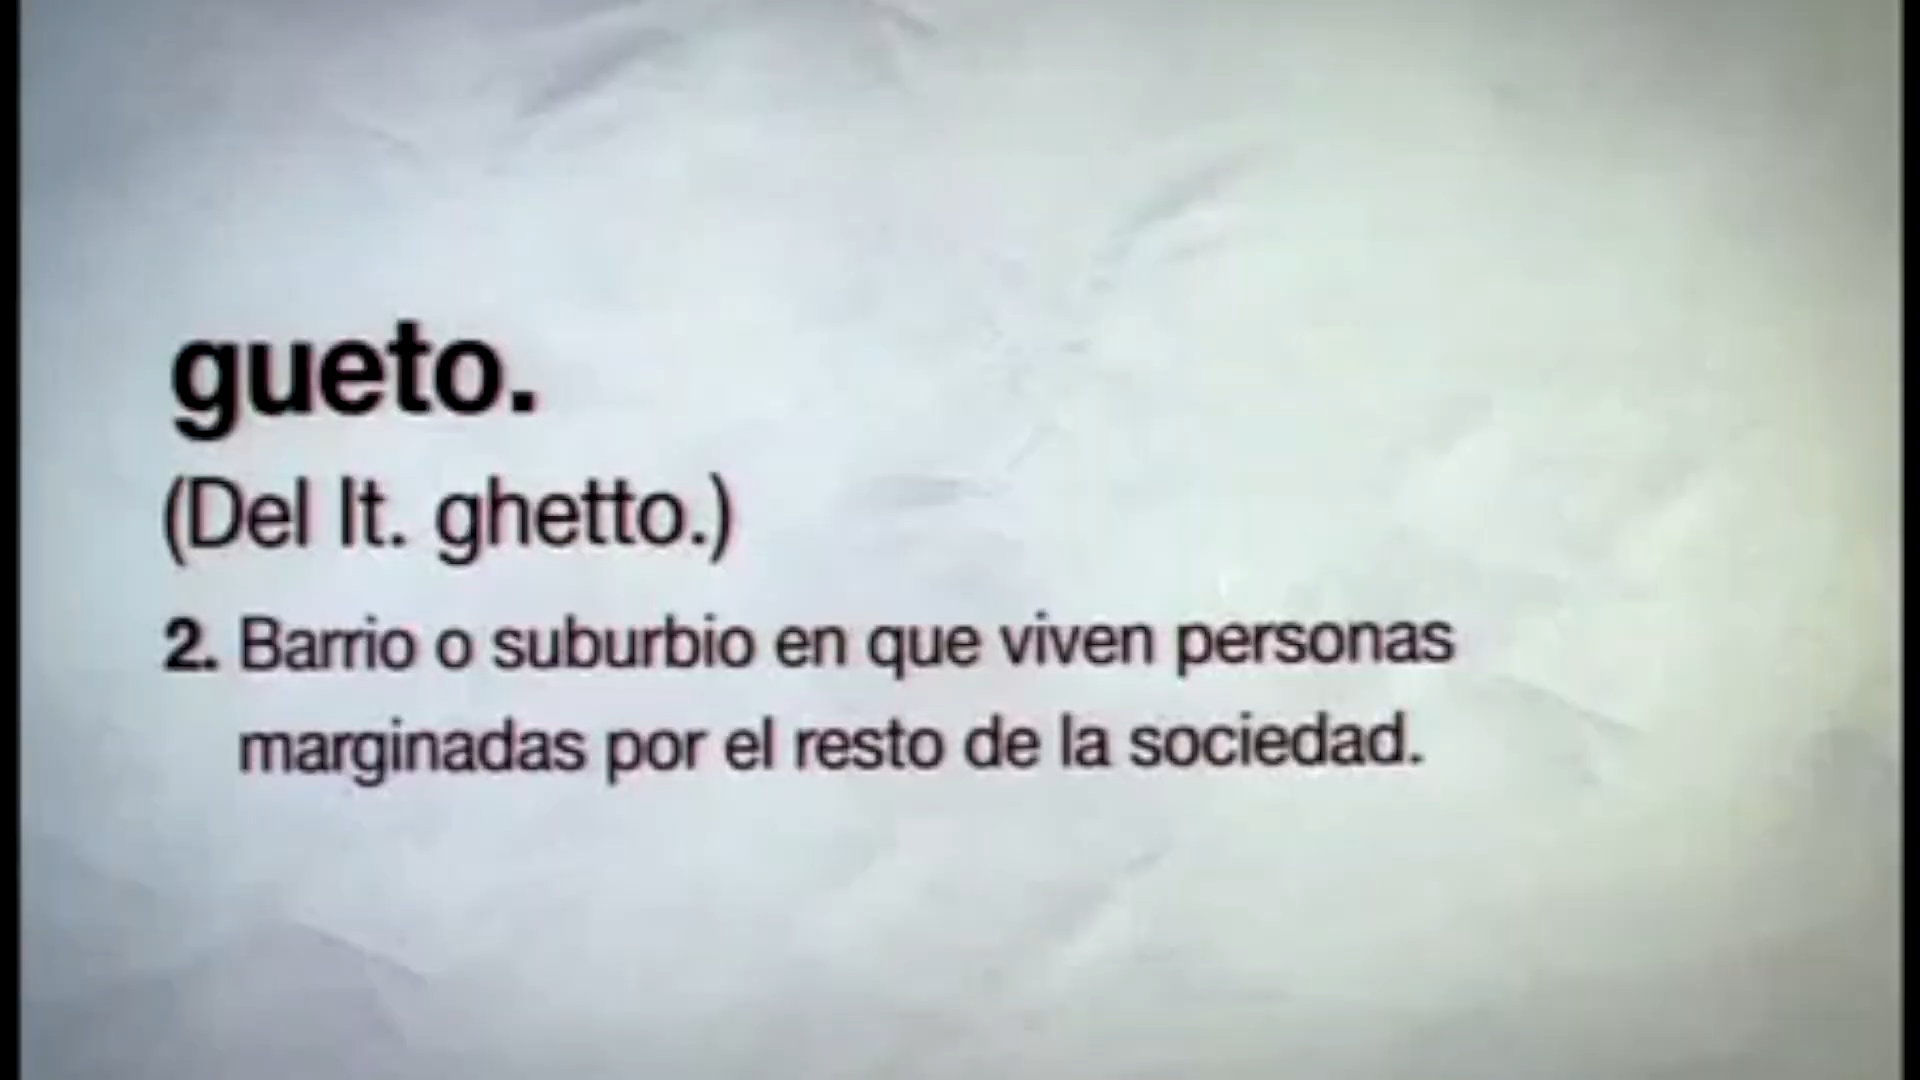 gueto.
(Del It. ghetto.)
2. Barrio o suburbio en que viven personas
marginadas por el resto de la sociedad.